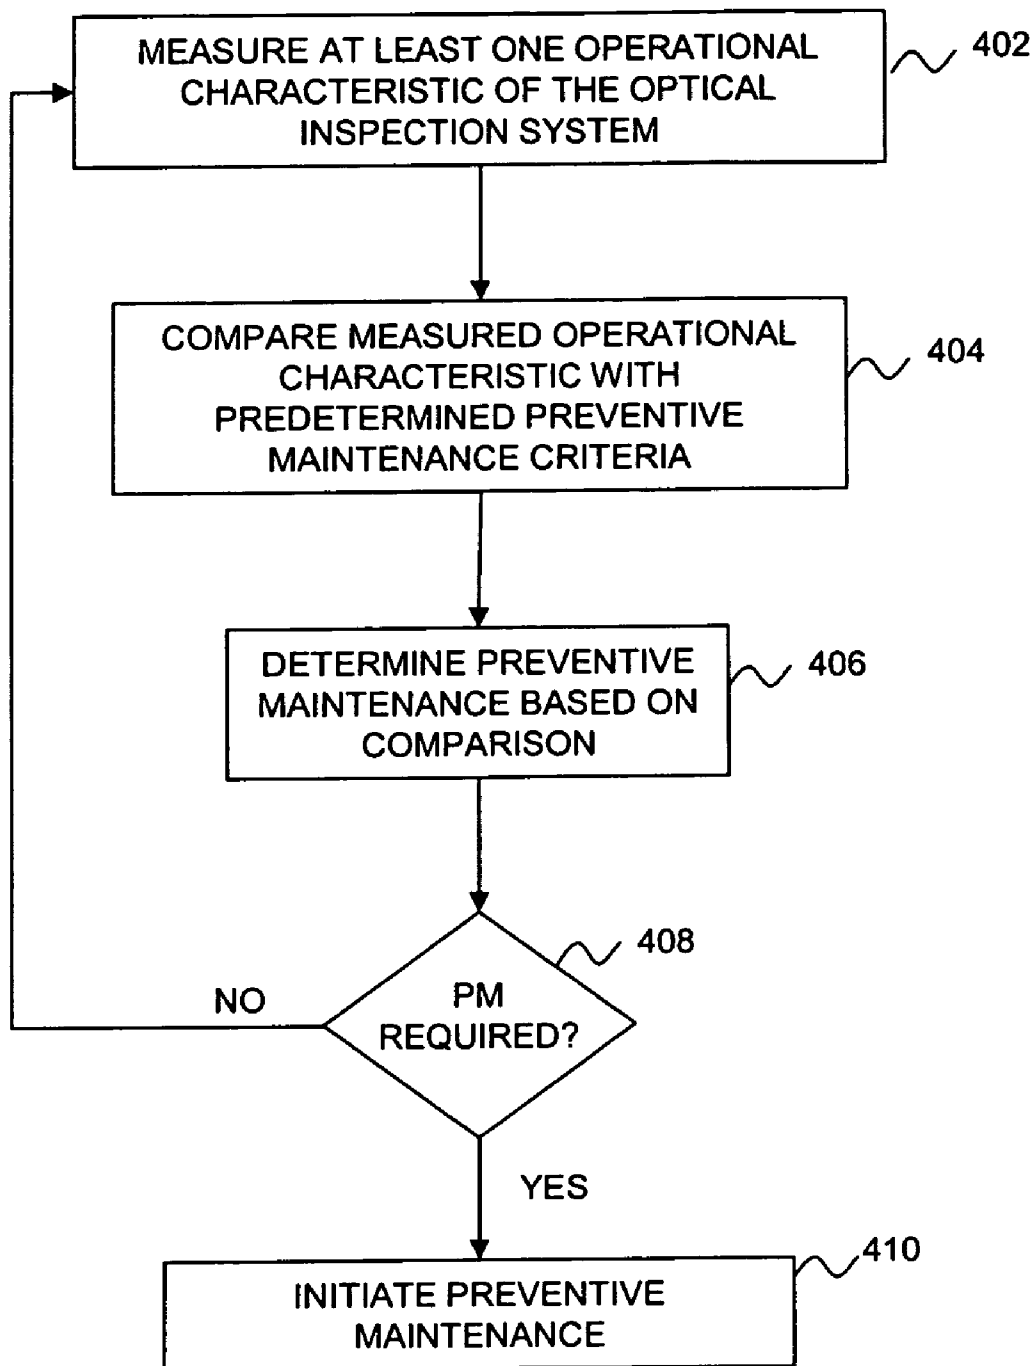 MEASURE AT LEAST ONE OPERATIONAL
CHARACTERISTIC OF THE OPTICAL
INSPECTION SYSTEM
402
COMPARE MEASURED OPERATIONAL
CHARACTERISTIC WITH
PREDETERMINED PREVENTIVE
MAINTENANCE CRITERIA
404
DETERMINE PREVENTIVE
MAINTENANCE BASED ON
COMPARISON
406
408
NO
PM
REQUIRED?
YES
410
INITIATE PREVENTIVE
MAINTENANCE